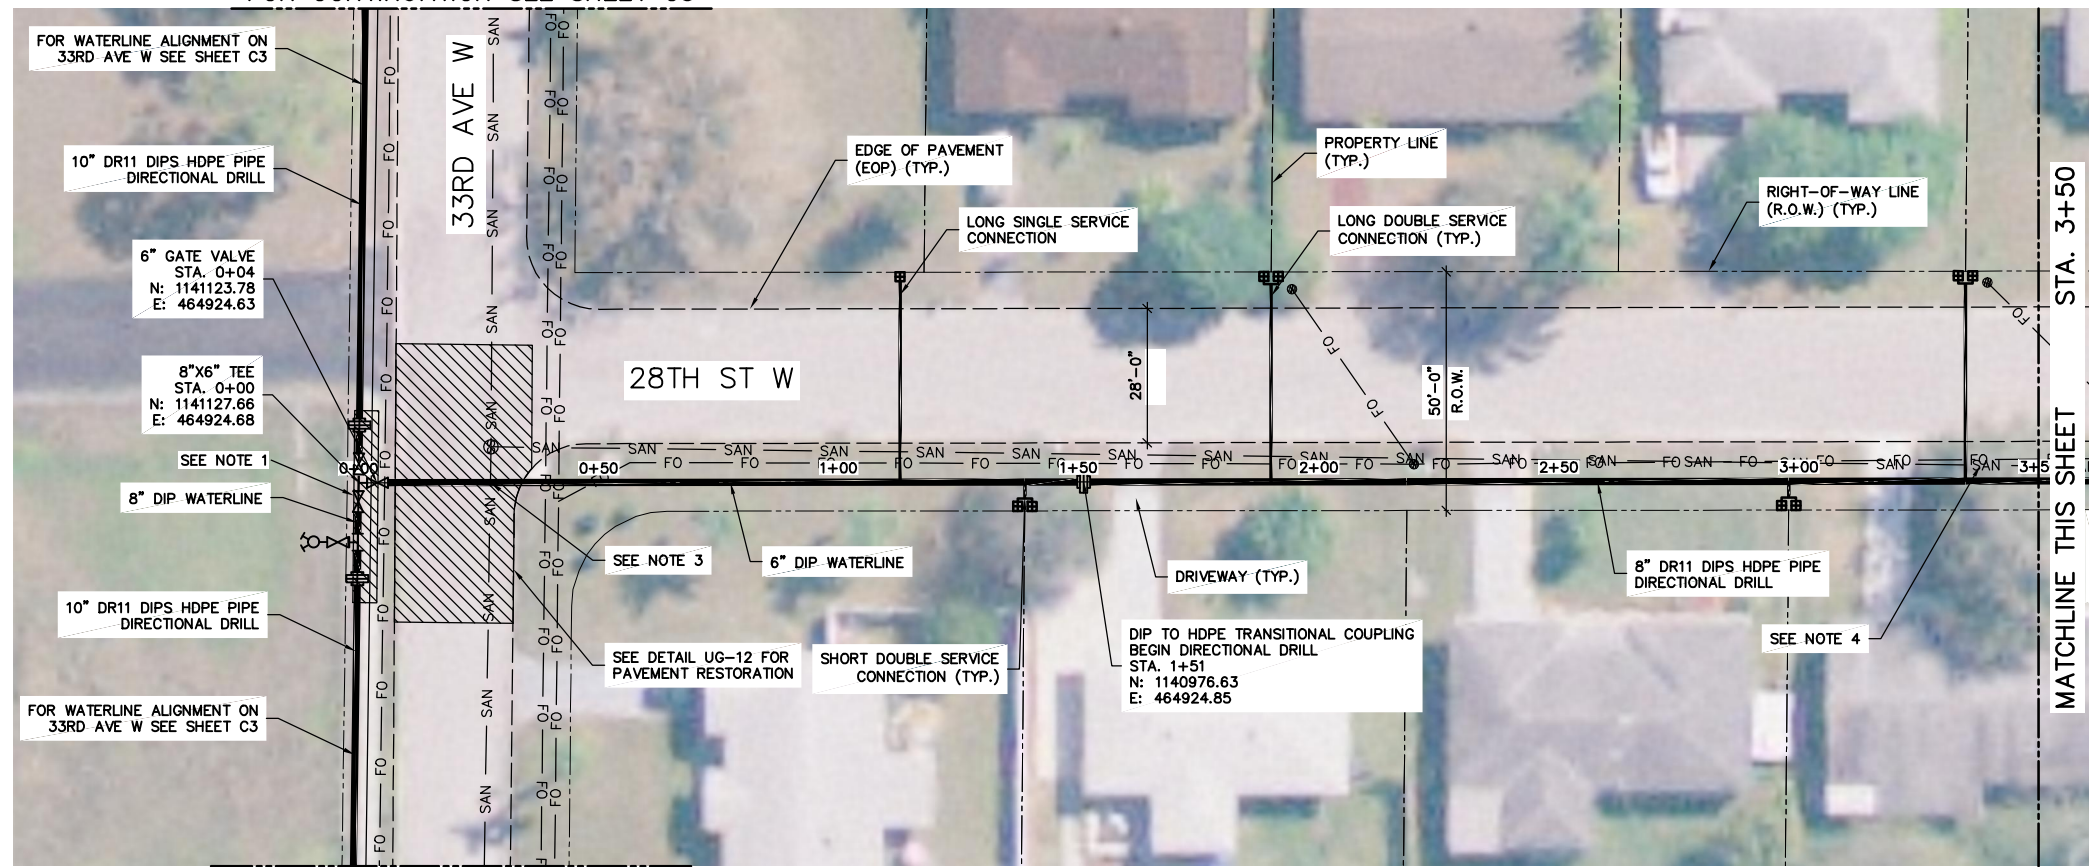 FOR WATERLINE ALIGNMENT ON
33RD AVE W SEE SHEET C3
10" DR11 DIPS HDPE PIPE
DIRECTIONAL DRILL
6" GATE VALVE
STA. 0+04
N: 1141123.78
E: 464924.63
8"X6" TEE
STA. 0+00
N: 1141127.66
E: 464924.68
SEE NOTE 1
8" DIP WATERLINE
10" DR11 DIPS HDPE PIPE
DIRECTIONAL DRILL
FOR WATERLINE ALIGNMENT ON
33RD AVE W SEE SHEET C3
33RD AVE W
EDGE OF PAVEMENT
(EOP) (TYP.)
LONG SINGLE SERVICE
CONNECTION
PROPERTY LINE
(TYP.)
LONG DOUBLE SERVICE
CONNECTION (TYP.)
RIGHT-OF-WAY LINE
(R.O.W.) (TYP.)
28TH ST W
28'-0"
50'-0"
R.O.W.
SAN
FO
0+00
0+50
1+00
1+50
2+00
2+50
3+00
SEE NOTE 3
6" DIP WATERLINE
DRIVEWAY (TYP.)
8" DR11 DIPS HDPE PIPE
DIRECTIONAL DRILL
SEE DETAIL UG-12 FOR
PAVEMENT RESTORATION
SHORT DOUBLE SERVICE
CONNECTION (TYP.)
DIP TO HDPE TRANSITIONAL COUPLING
BEGIN DIRECTIONAL DRILL
STA. 1+51
N: 1140976.63
E: 464924.85
SEE NOTE 4
MATCHLINE THIS SHEET STA. 3+50